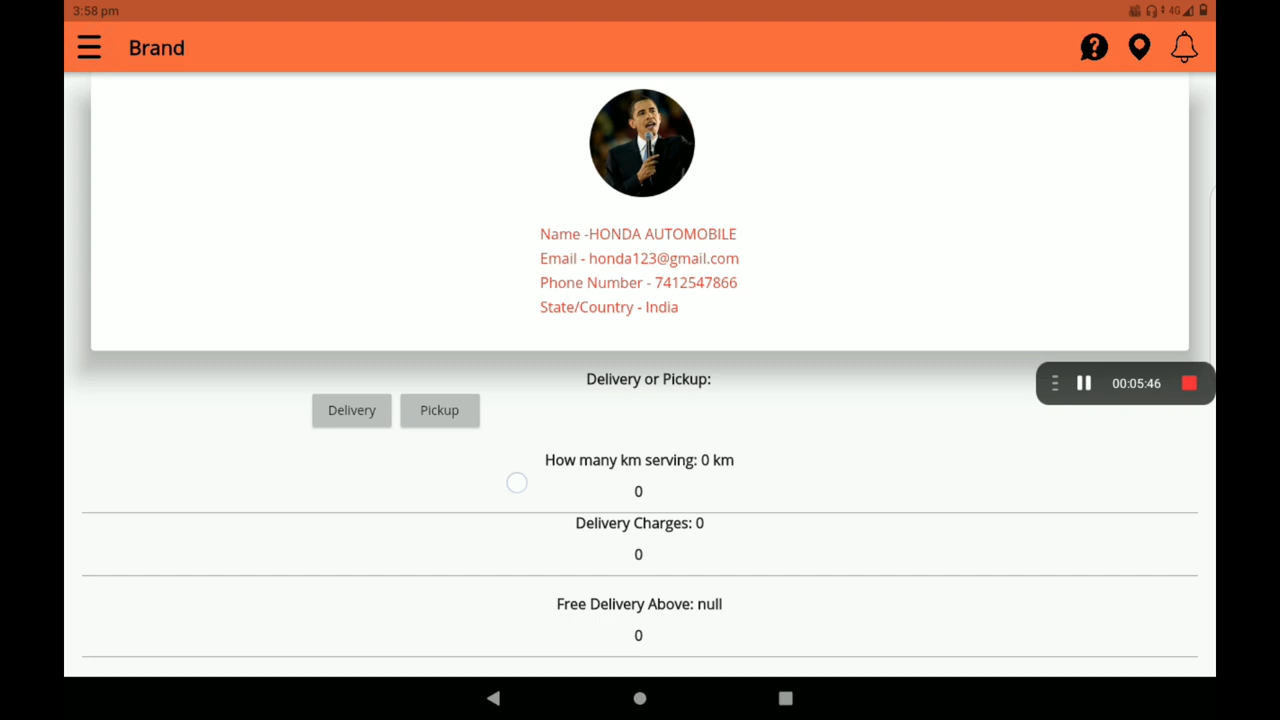 3:58 pm
4G
Brand
Name -HONDA AUTOMOBILE
Email - honda123@gmail.com
Phone Number - 7412547866
State/Country - India
00:05:46
Delivery or Pickup:
Delivery
Pickup
How many km serving: 0 km
0
Delivery Charges: 0
0
Free Delivery Above: null
0